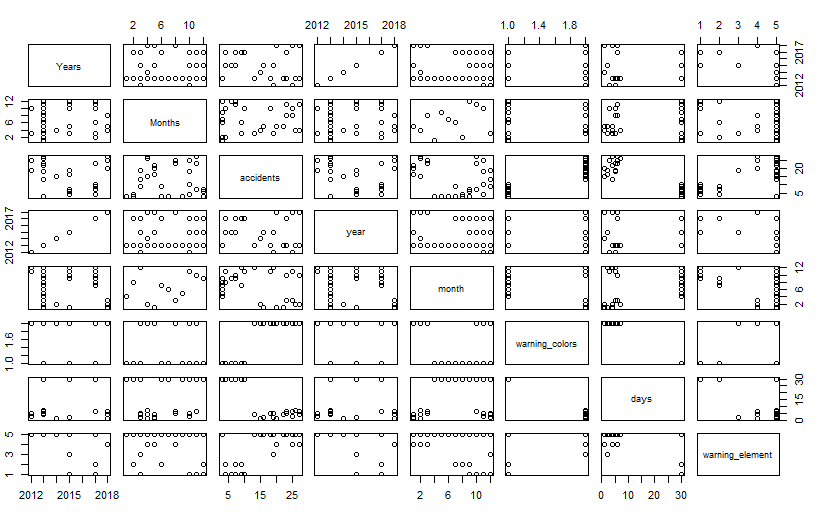 2 6 10
2012 2015 2018
1.0 1.4 1.8
1 2 3 4 5
Years
2012 2017
Months
2 6 12
accidents
5 20
year
2012 2017
month
2 6 12
warning_colors
1.0 1.6
days
0 15 30
warning_element
1 3 5
2012 2015 2018
5 15 25
2 6 10
0 10 20 30